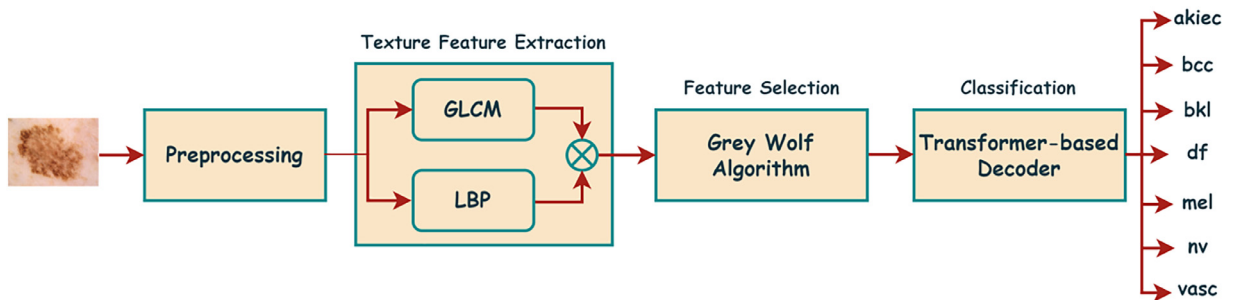 Texture Feature Extraction
Preprocessing
GLCM
LBP
Feature Selection
Grey Wolf
Algorithm
Classification
Transformer-based
Decoder
akiec
bcc
bkl
df
mel
nv
vasc